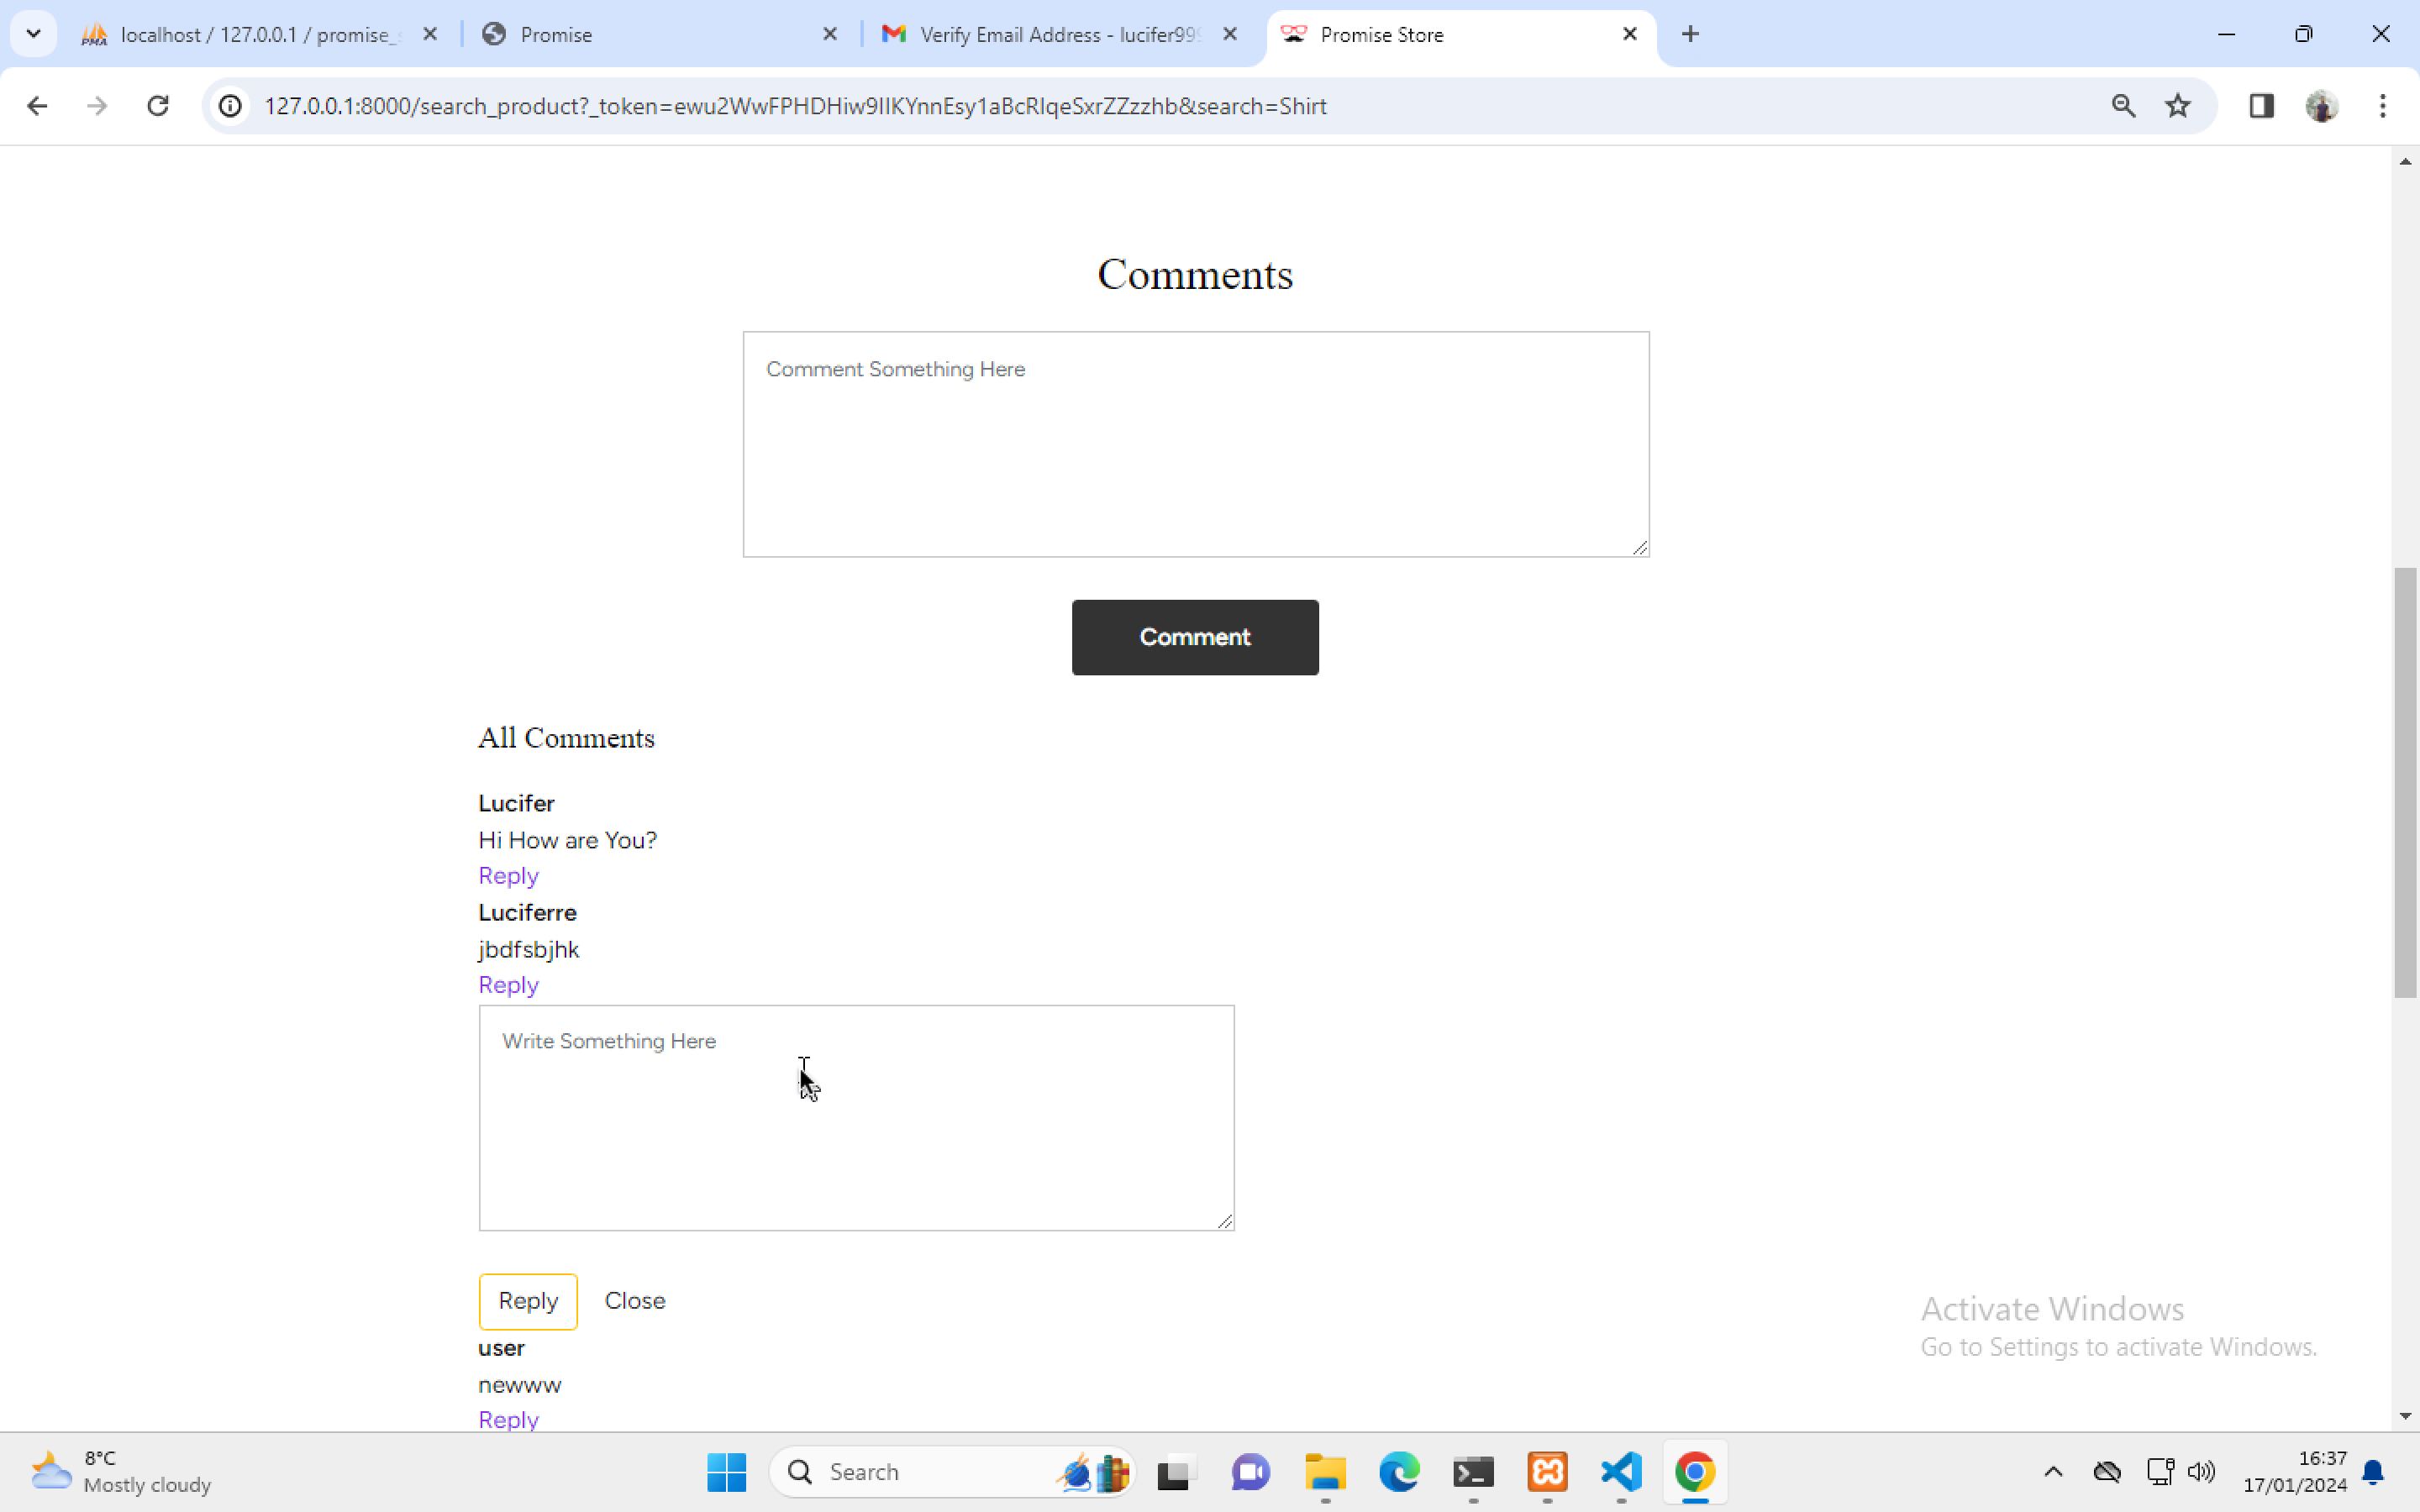 localhost / 127.0.0.1 / promise_s
Promise
Verify Email Address - lucifer999
Promise Store
127.0.0.1:8000/search_product?_token=ewu2WwFPHDHiw9IIKYnnEsy1aBcRIqeSxrZZzzhb&search=Shirt
Comments
Comment Something Here
Comment
All Comments
Lucifer
Hi How are You?
Reply
Luciferre
jbdfsbjhk
Reply
Write Something Here
Reply Close
user
newww
Reply
Activate Windows
Go to Settings to activate Windows.
8°C
Mostly cloudy
Search
16:37
17/01/2024